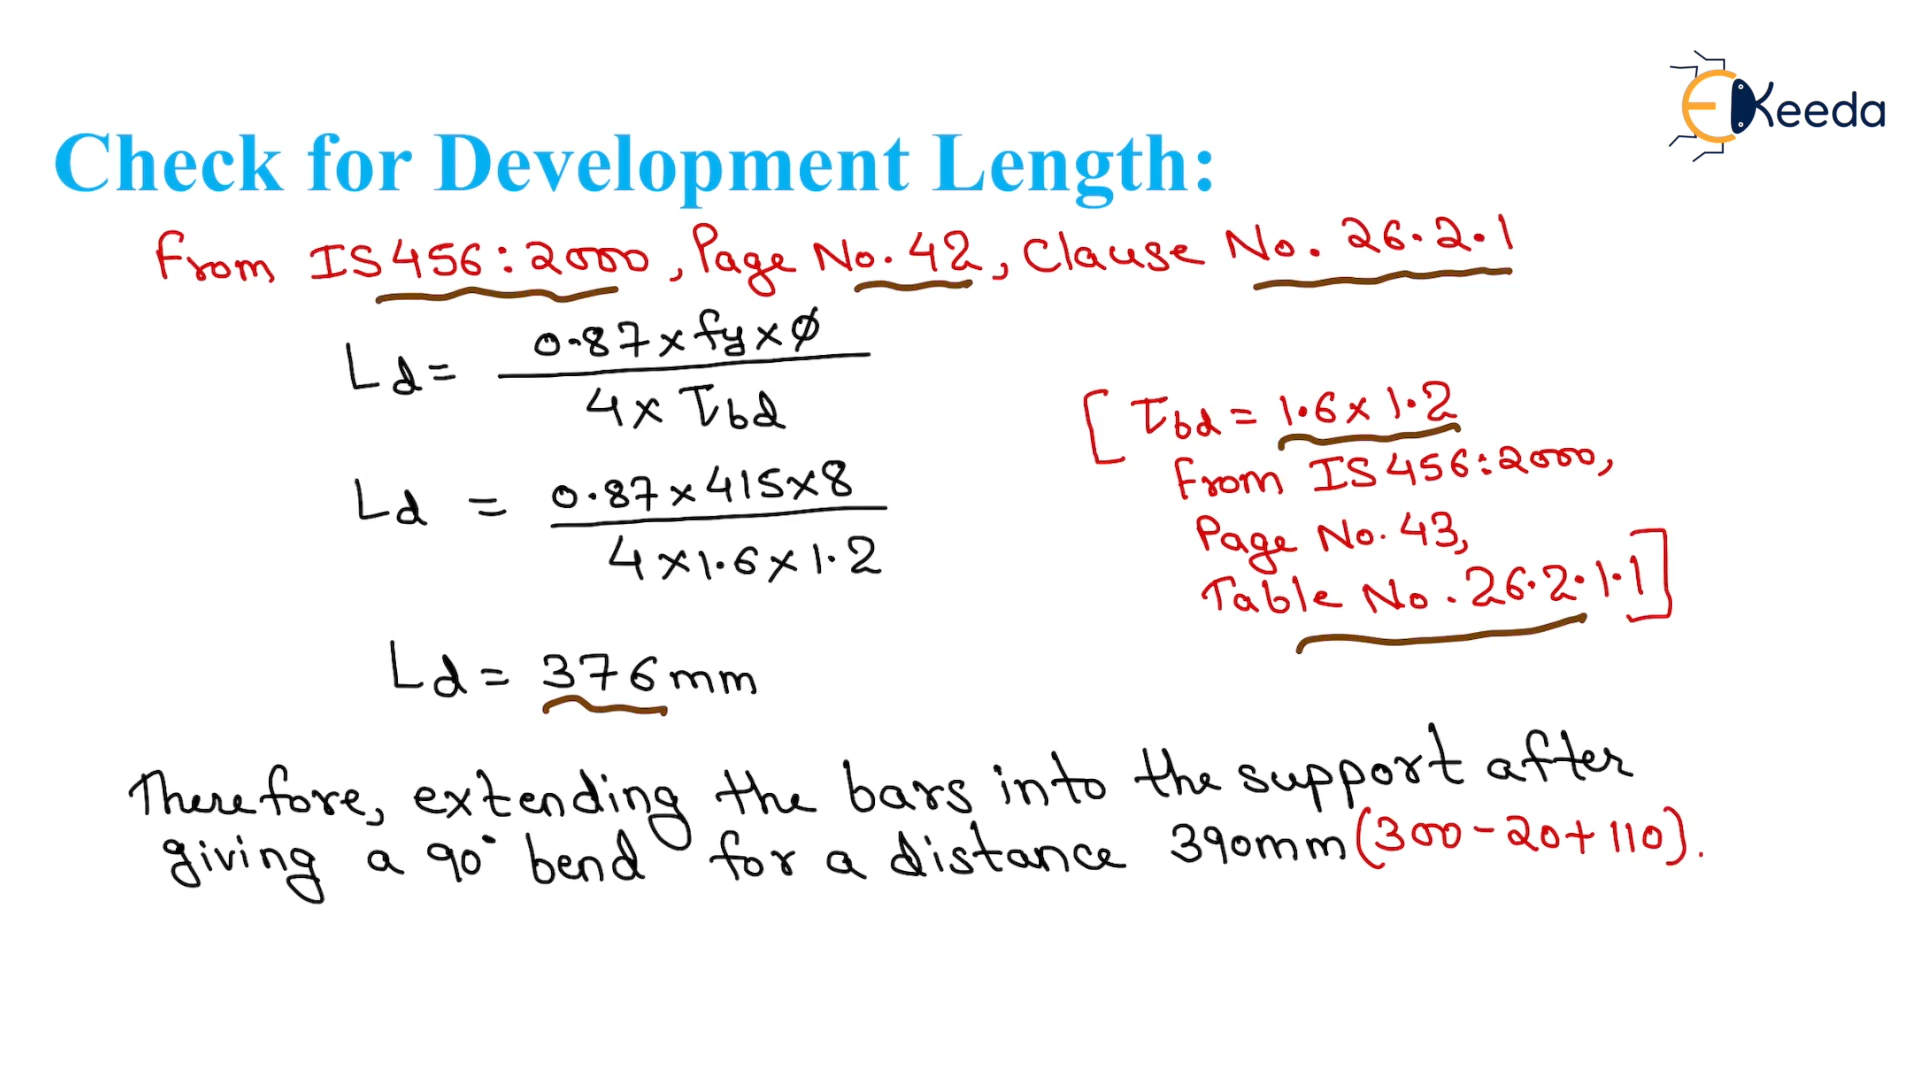 EKeeda
Check for Development Length:
From IS456:2000, Page No. 42, Clause No. 26.2.1
Ld = 0.87 x fy x Ø
4 x τbd
[τbd = 1.6 x 1.2
From IS456:2000,
Page No. 43,
Table No. 26.2.1.1]
Ld = 0.87 x 415 x 8
4 x 1.6 x 1.2
Ld = 376mm
Therefore, extending the bars into the support after
giving a 90° bend for a distance 390mm (300-20+110).